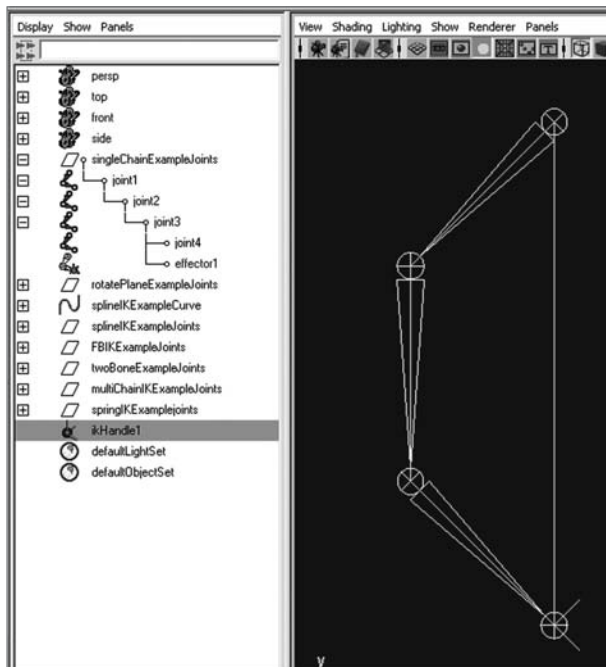 Display Show Panels
persp
top
front
side
singleChainExampleJoints
joint1
joint2
joint3
joint4
effector1
rotatePlaneExampleJoints
splineIKExampleCurve
splineIKExampleJoints
FBIKExampleJoints
twoBoneExampleJoints
multiChainIKExampleJoints
springIKExamplejoints
ikHandle1
defaultLightSet
defaultObjectSet
View Shading Lighting Show Renderer Panels
y